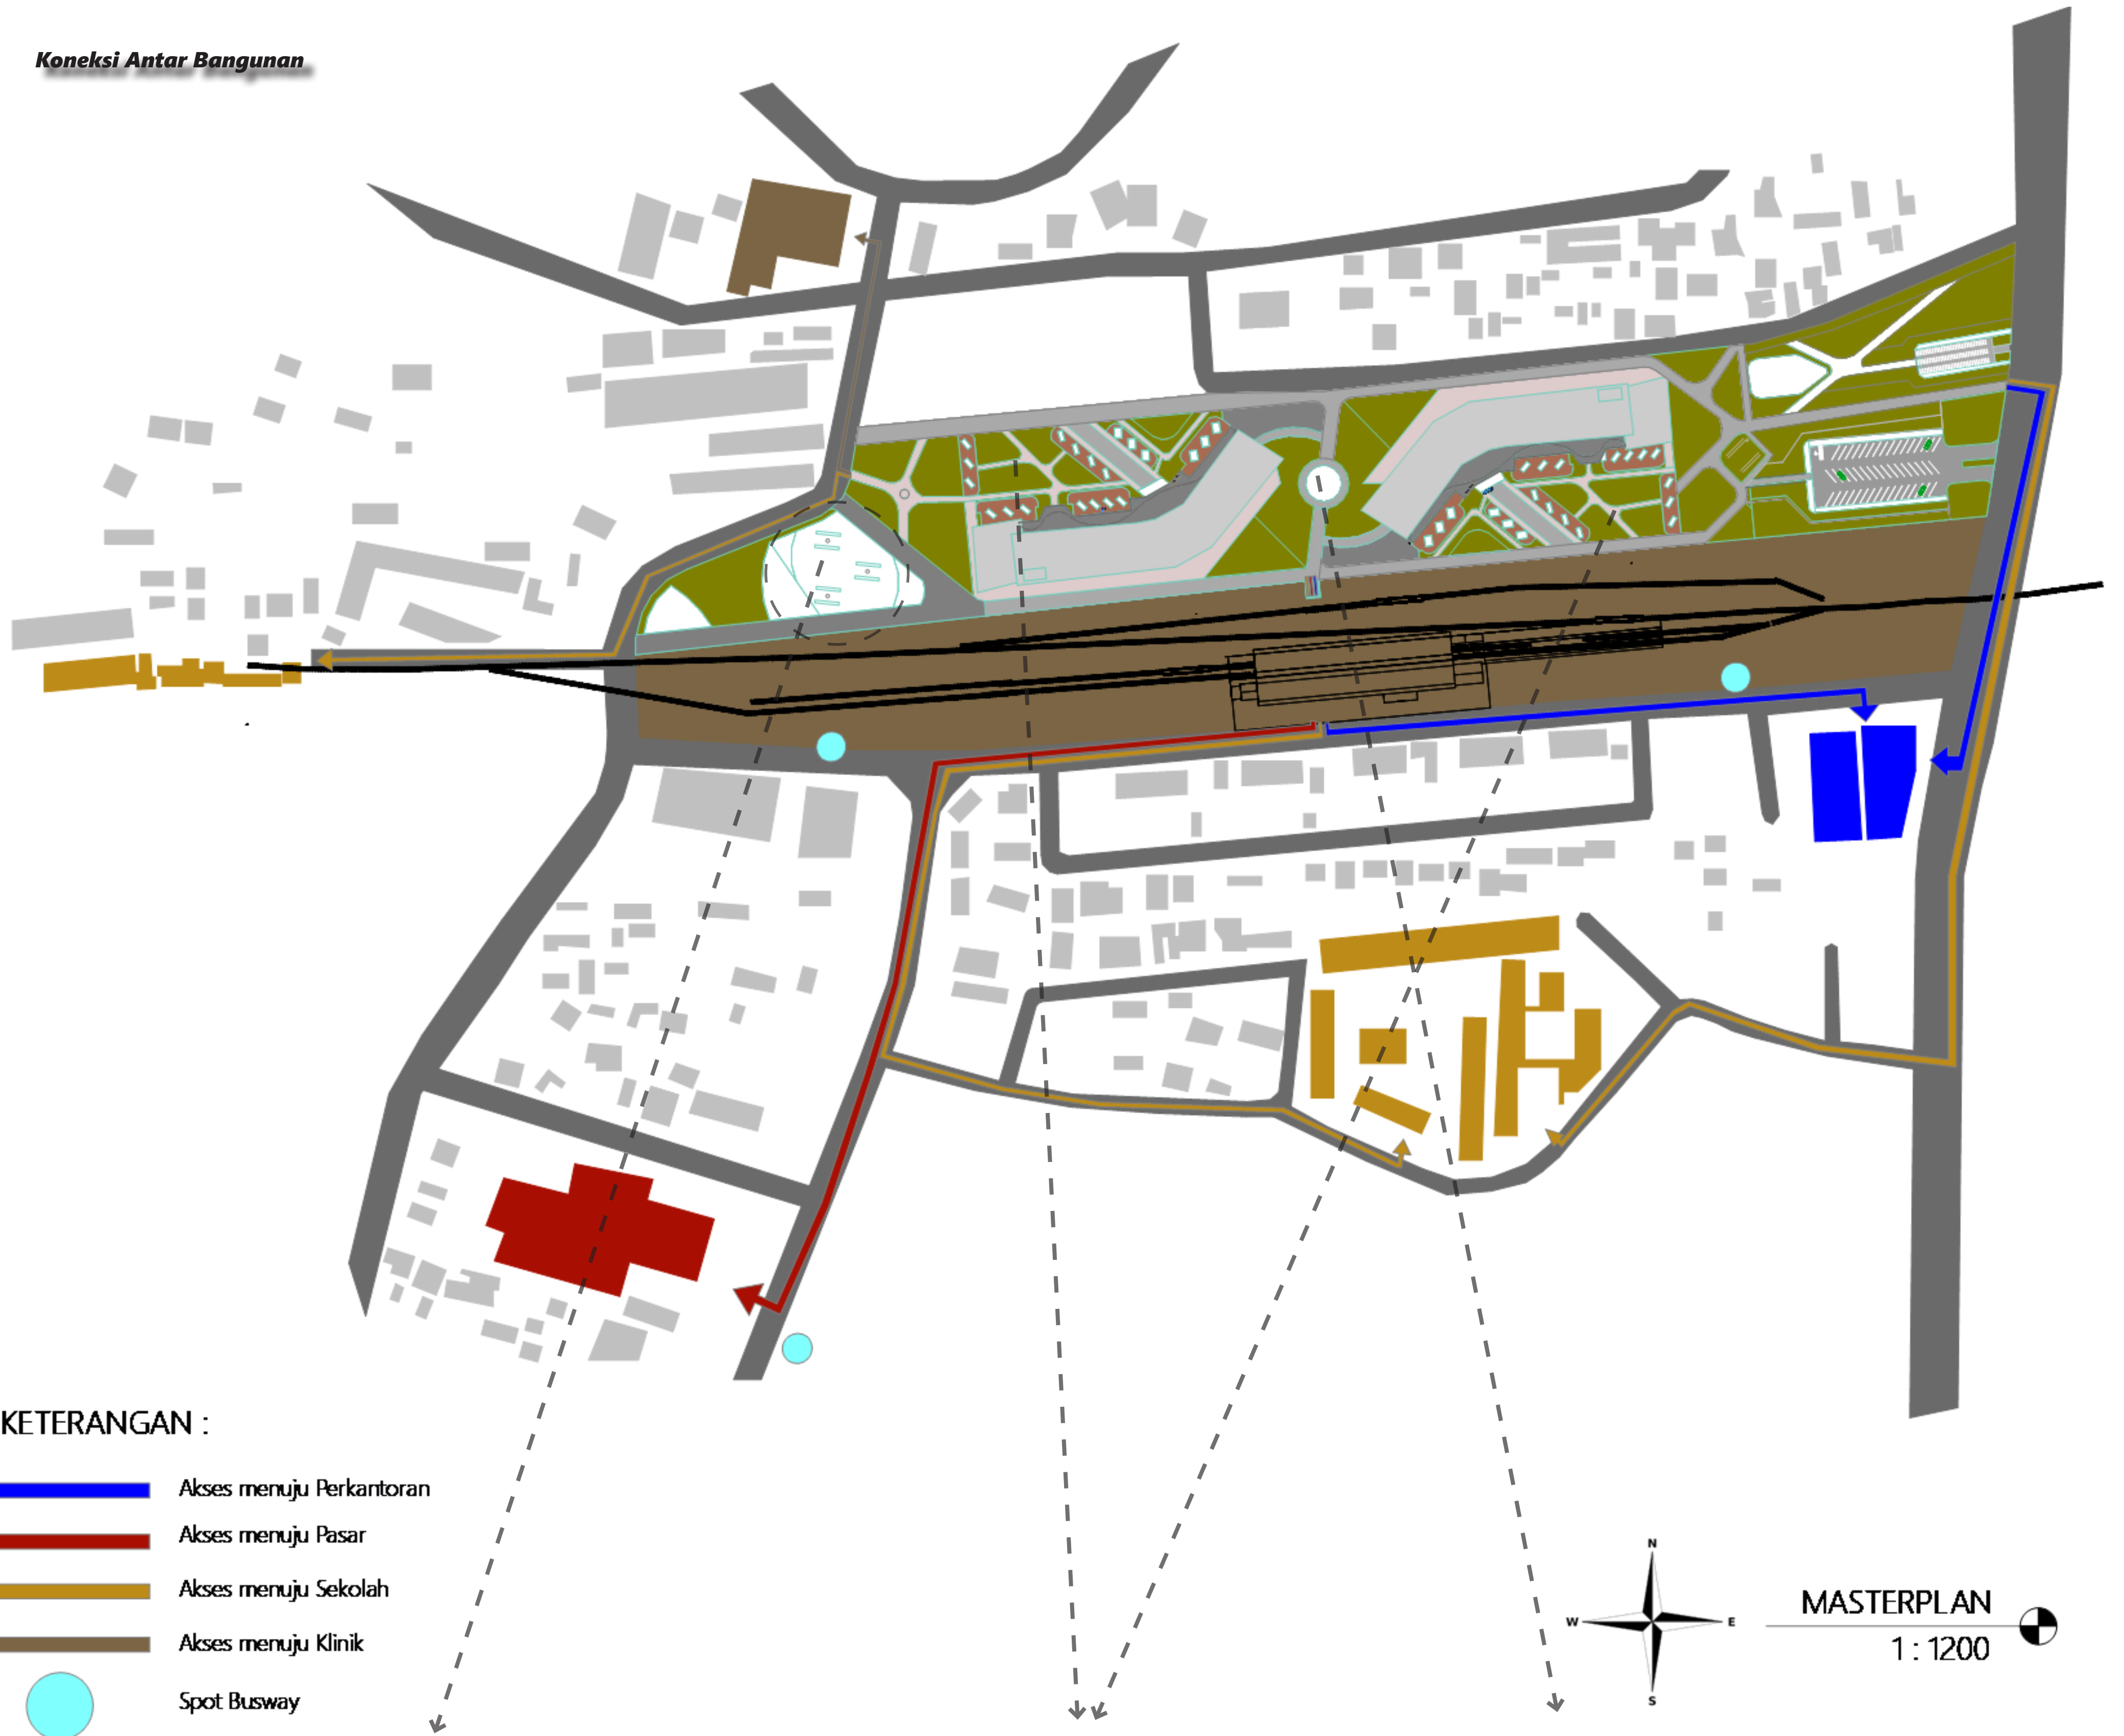 Koneksi Antar Bangunan
KETERANGAN :
Akses menuju Perkantoran
Akses menuju Pasar
Akses menuju Sekolah
Akses menuju Klinik
Spot Busway
N
W
E
S
MASTERPLAN
1 : 1200